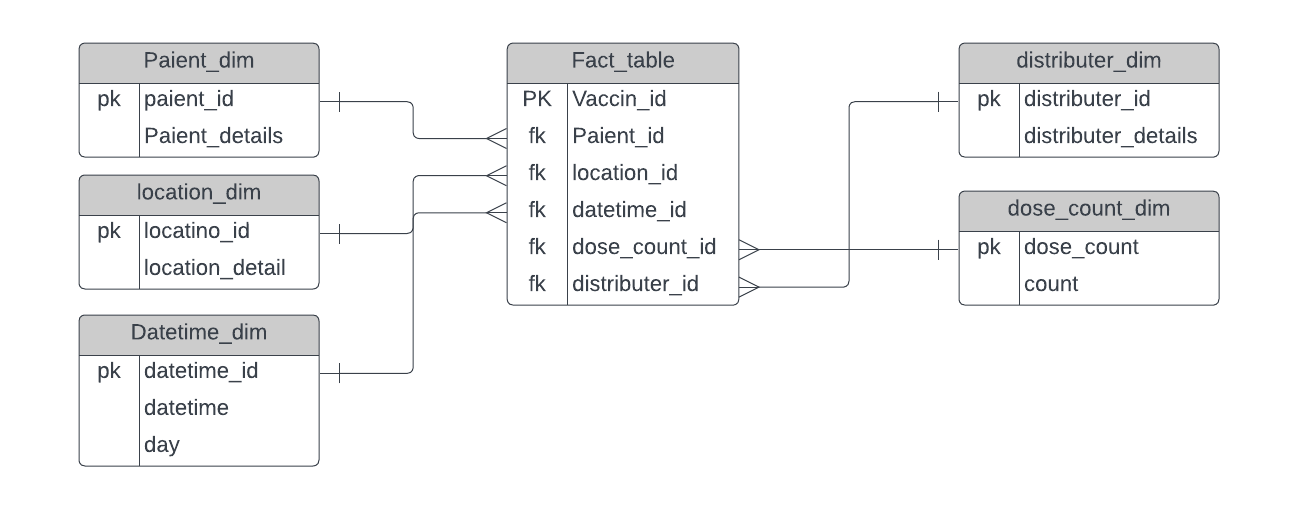 Paient_dim
pk paient_id
Paient_details
location_dim
pk locatino_id
location_detail
Datetime_dim
pk datetime_id
datetime
day
Fact_table
PK Vaccin_id
fk Paient_id
fk location_id
fk datetime_id
fk dose_count_id
fk distributer_id
distributer_dim
pk distributer_id
distributer_details
dose_count_dim
pk dose_count
count